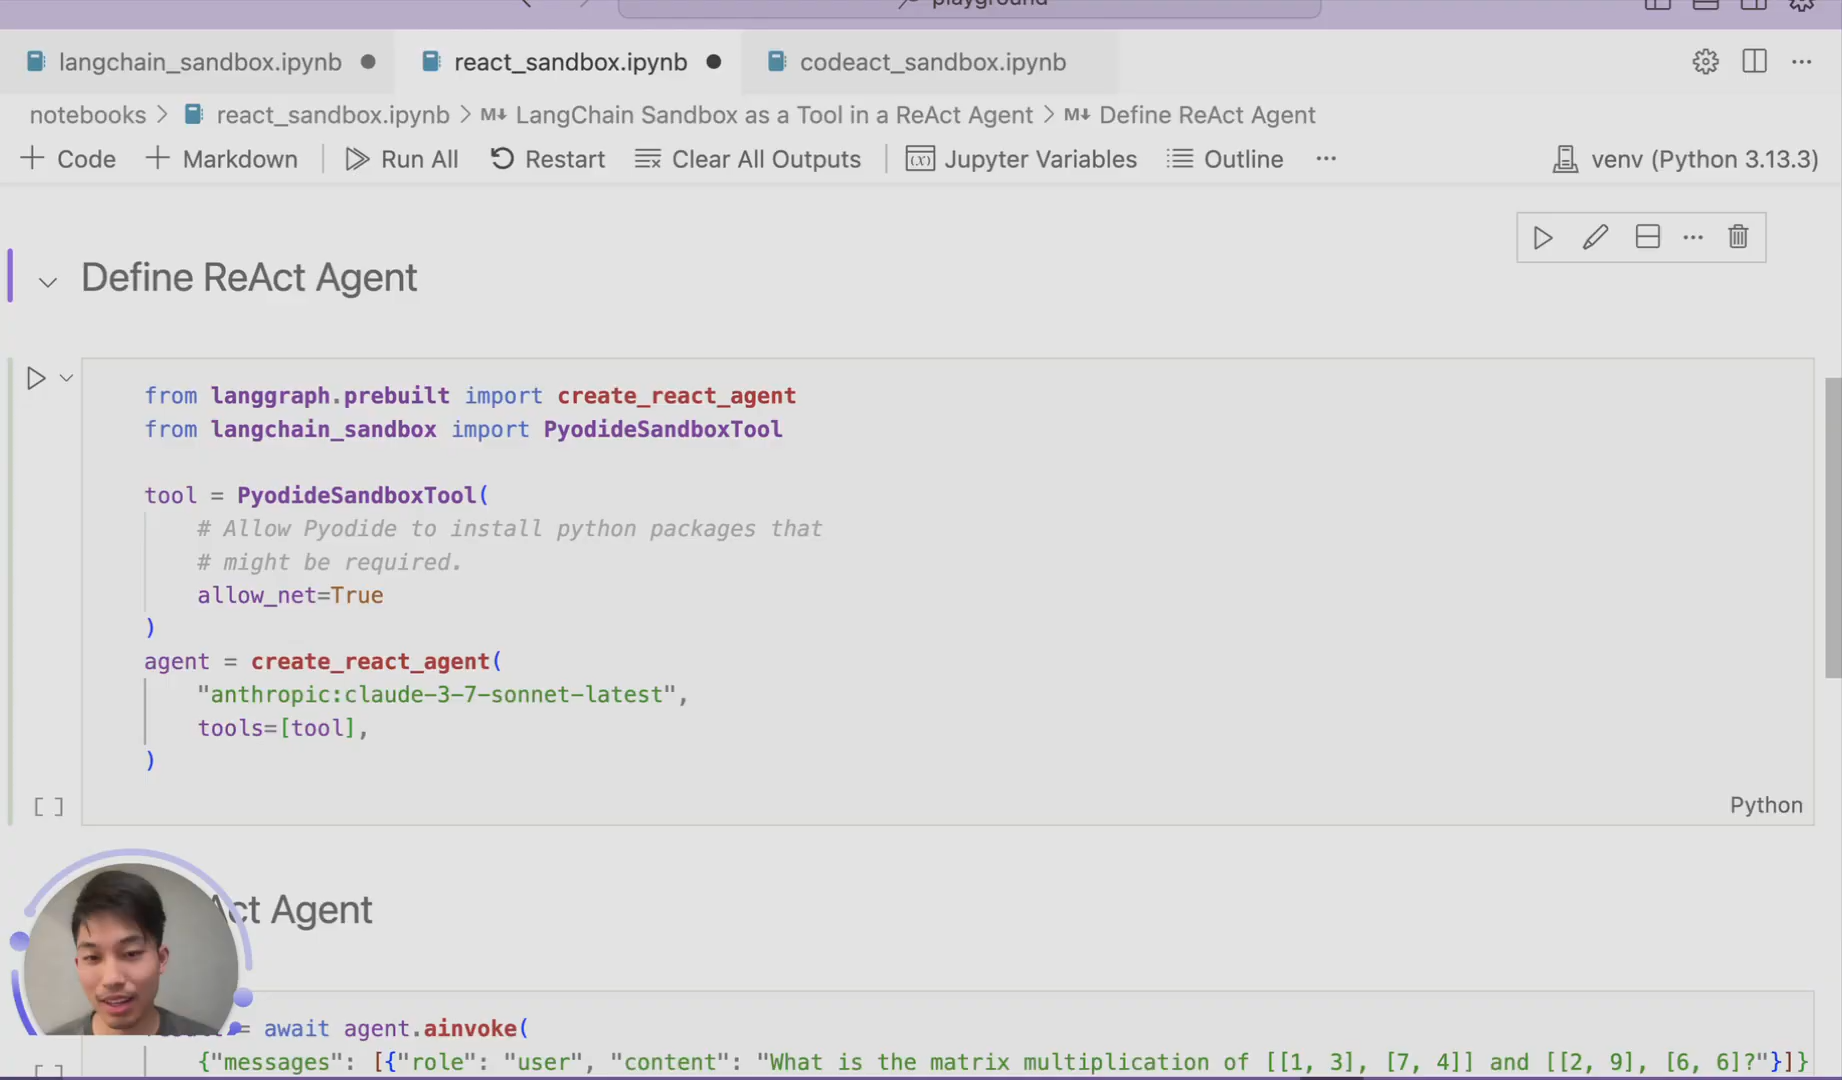 playground
langchain_sandbox.ipynb
react_sandbox.ipynb
codeact_sandbox.ipynb
notebooks > react_sandbox.ipynb > M↓ LangChain Sandbox as a Tool in a ReAct Agent > M↓ Define ReAct Agent
+ Code + Markdown Run All Restart Clear All Outputs (x) Jupyter Variables Outline ··· venv (Python 3.13.3)
Define ReAct Agent
from langgraph.prebuilt import create_react_agent
from langchain_sandbox import PyodideSandboxTool
tool = PyodideSandboxTool(
# Allow Pyodide to install python packages that
# might be required.
allow_net=True
)
agent = create_react_agent(
"anthropic:claude-3-7-sonnet-latest",
tools=[tool],
)
[ ]
Python
Act Agent
= await agent.ainvoke(
{"messages": [{"role": "user", "content": "What is the matrix multiplication of [[1, 3], [7, 4]] and [[2, 9], [6, 6]?"}]}